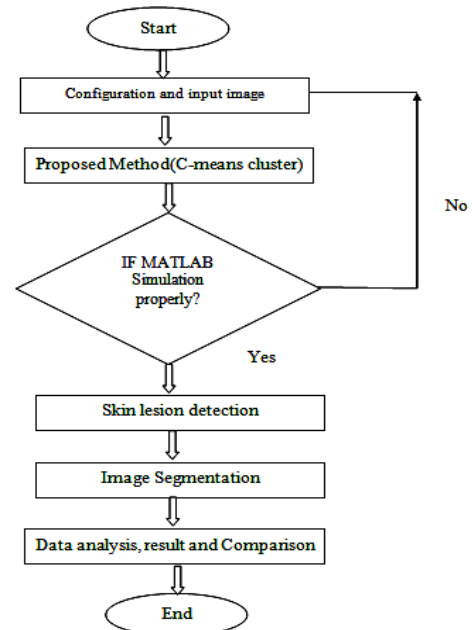 Start
Configuration and input image
Proposed Method(C-means cluster)
No
IF MATLAB
Simulation
properly?
Yes
Skin lesion detection
Image Segmentation
Data analysis, result and Comparison
End